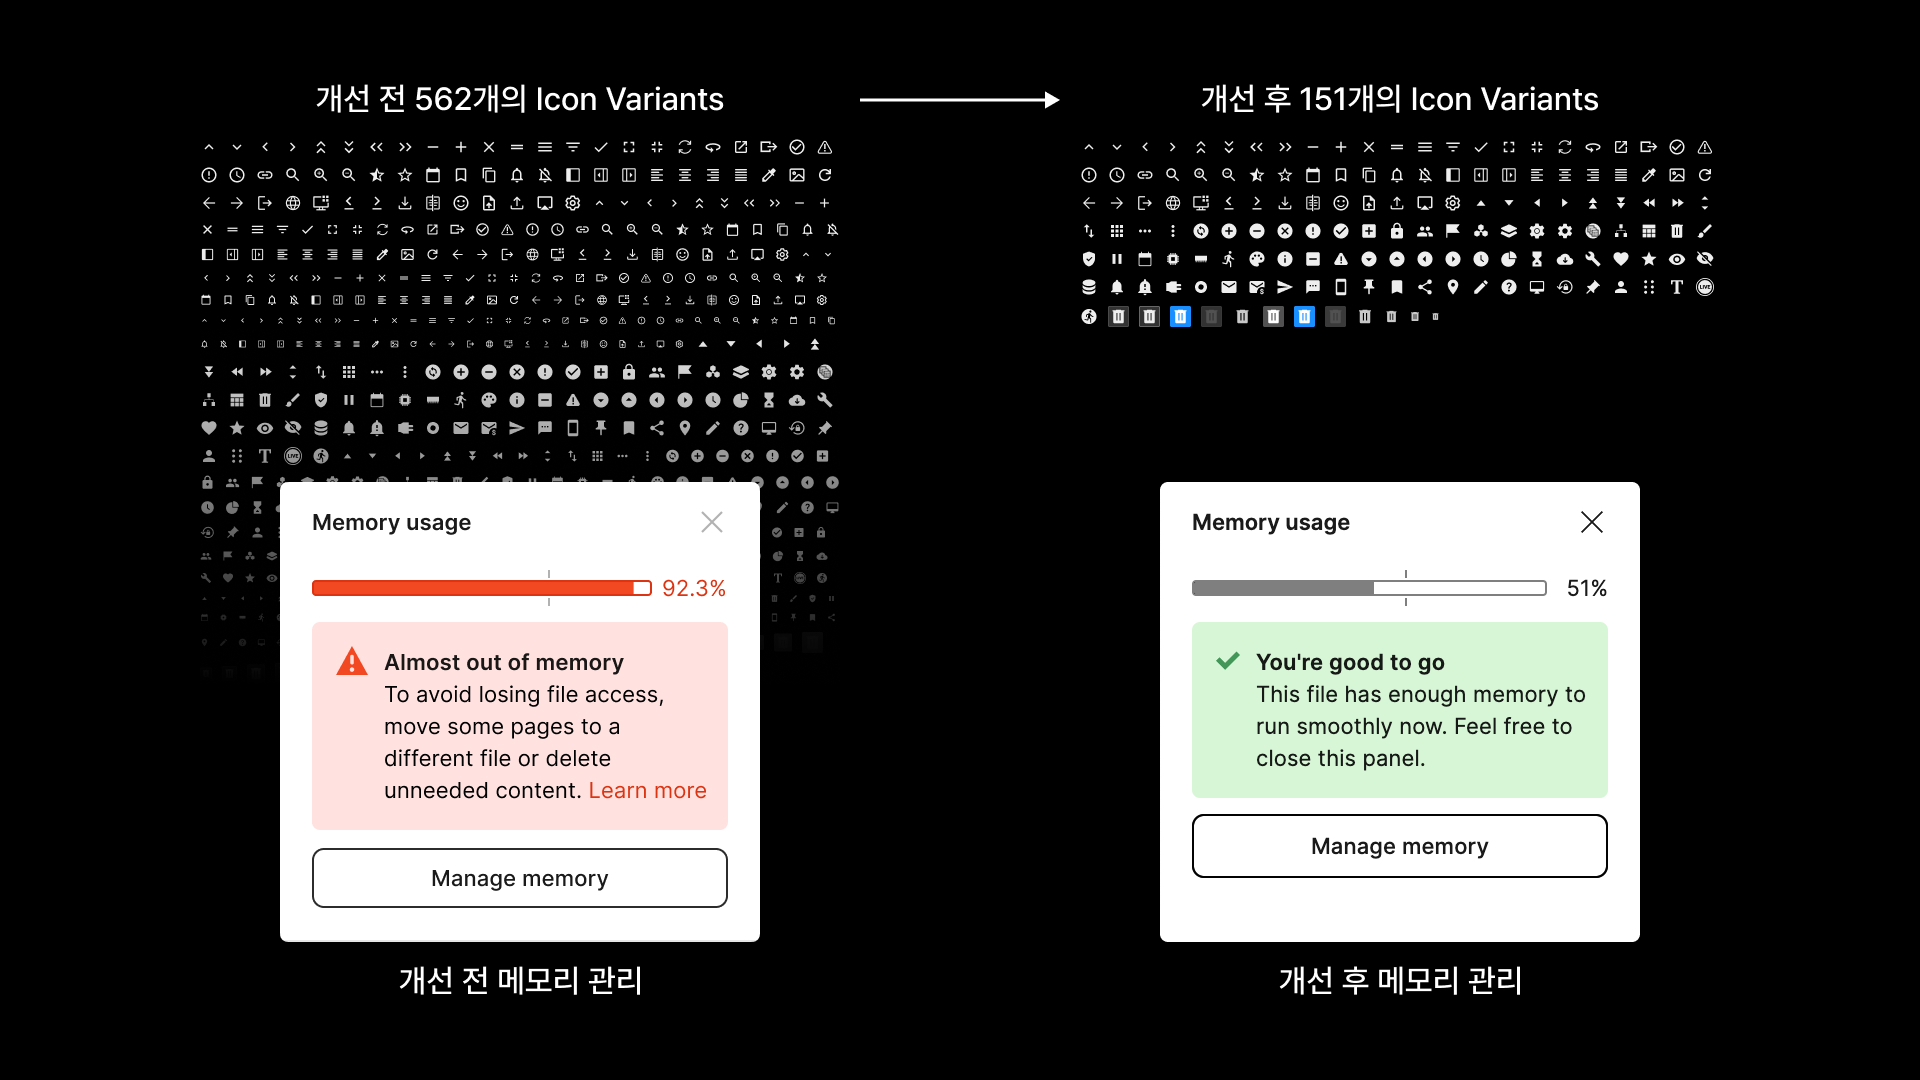 개선 전 562개의 Icon Variants
개선 후 151개의 Icon Variants
Memory usage
92.3%
Almost out of memory
To avoid losing file access,
move some pages to a
different file or delete
unneeded content. Learn more
Manage memory
개선 전 메모리 관리
Memory usage
51%
You're good to go
This file has enough memory to
run smoothly now. Feel free to
close this panel.
Manage memory
개선 후 메모리 관리